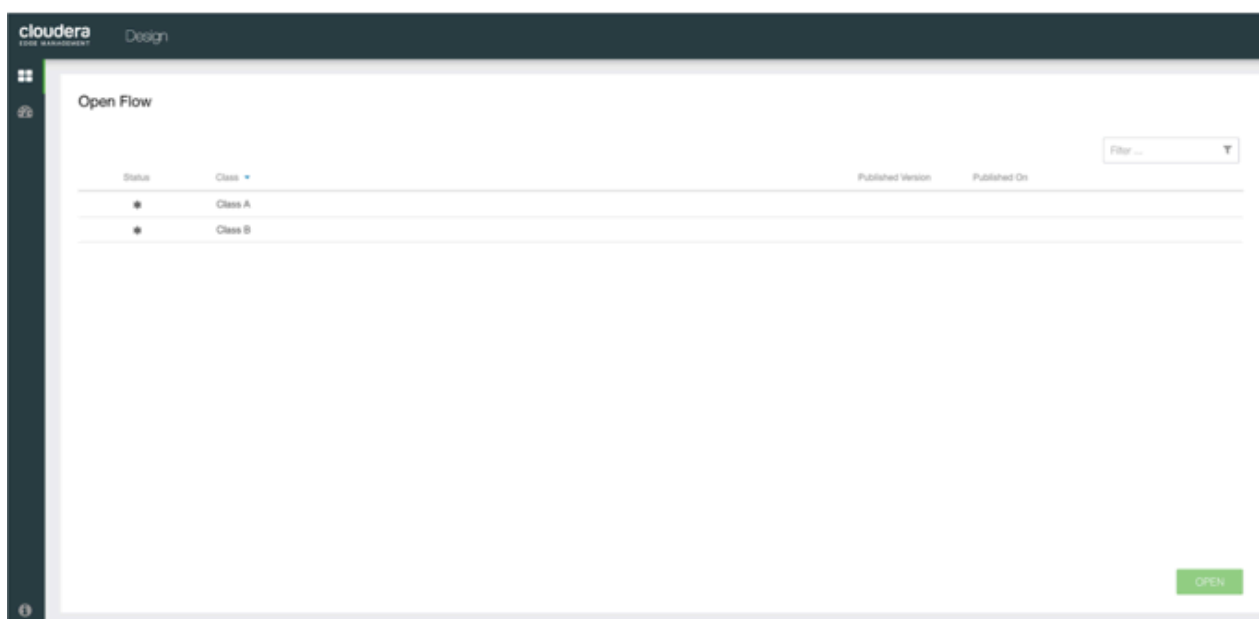 cloudera
EDGE MANAGEMENT
Design
Open Flow
Filter ...
Status Class Published Version Published On
Class A
Class B
OPEN